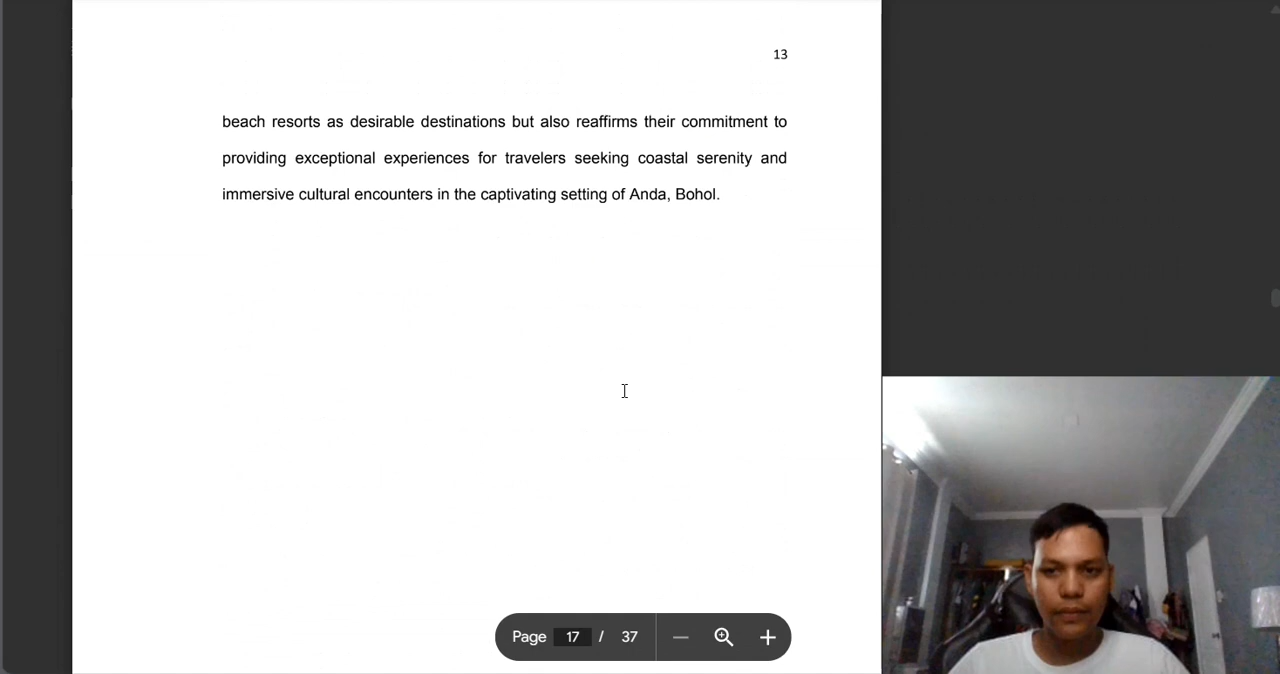 13
beach resorts as desirable destinations but also reaffirms their commitment to
providing exceptional experiences for travelers seeking coastal serenity and
immersive cultural encounters in the captivating setting of Anda, Bohol.
Page 17 / 37